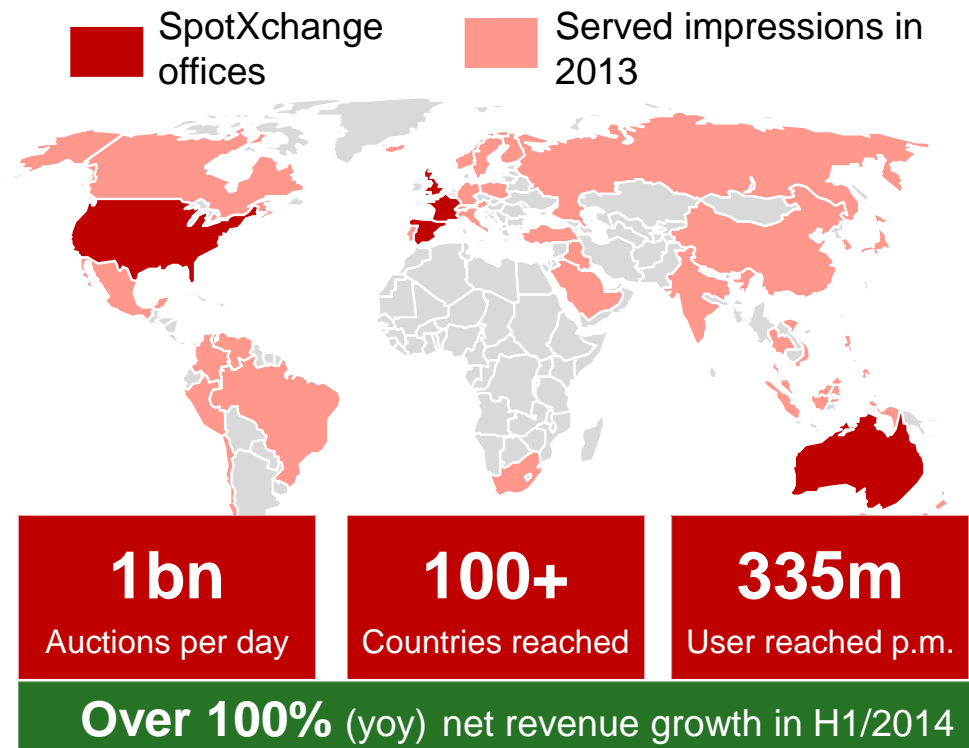 SpotXchange
offices
Served impressions in
2013
1bn
Auctions per day
100+
Countries reached
335m
User reached p.m.
Over 100% (yoy) net revenue growth in H1/2014